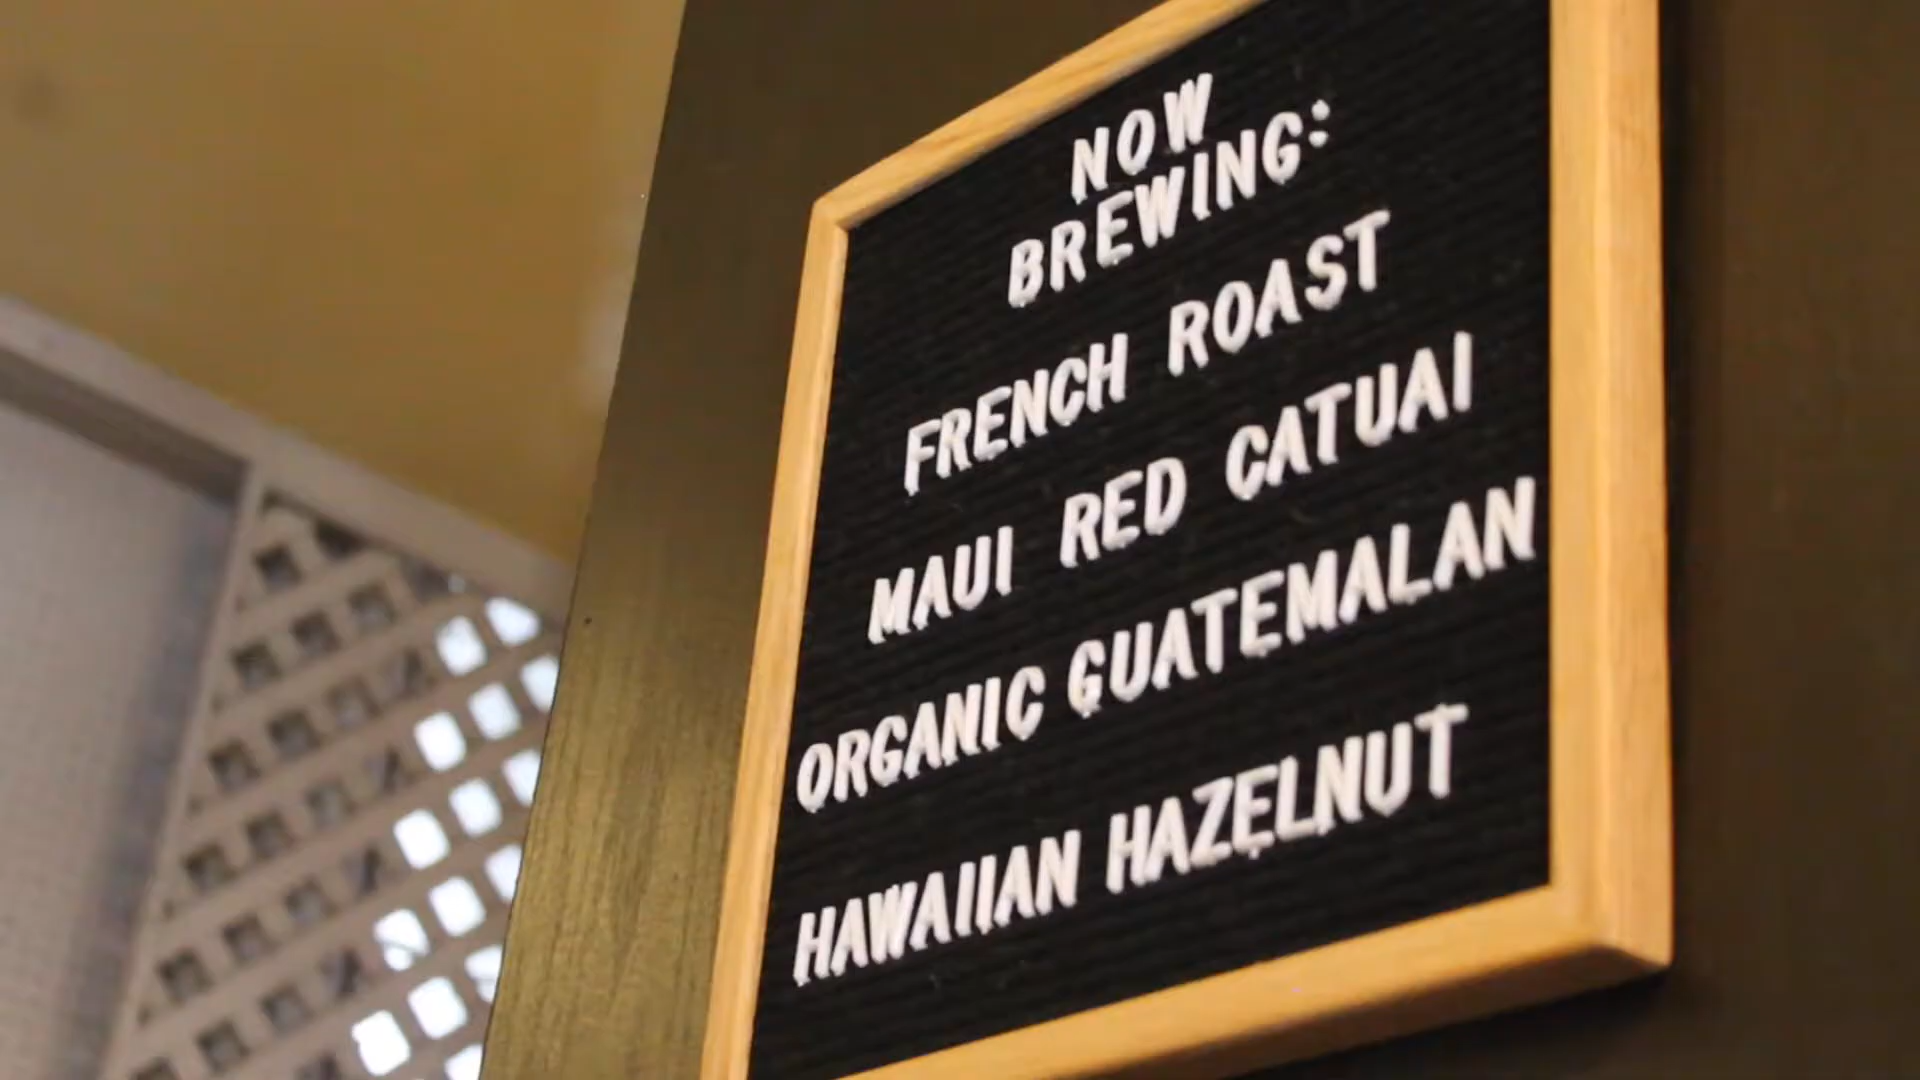 NOW
BREWING:
FRENCH ROAST
MAUI RED CATUAI
ORGANIC GUATEMALAN
HAWAIIAN HAZELNUT